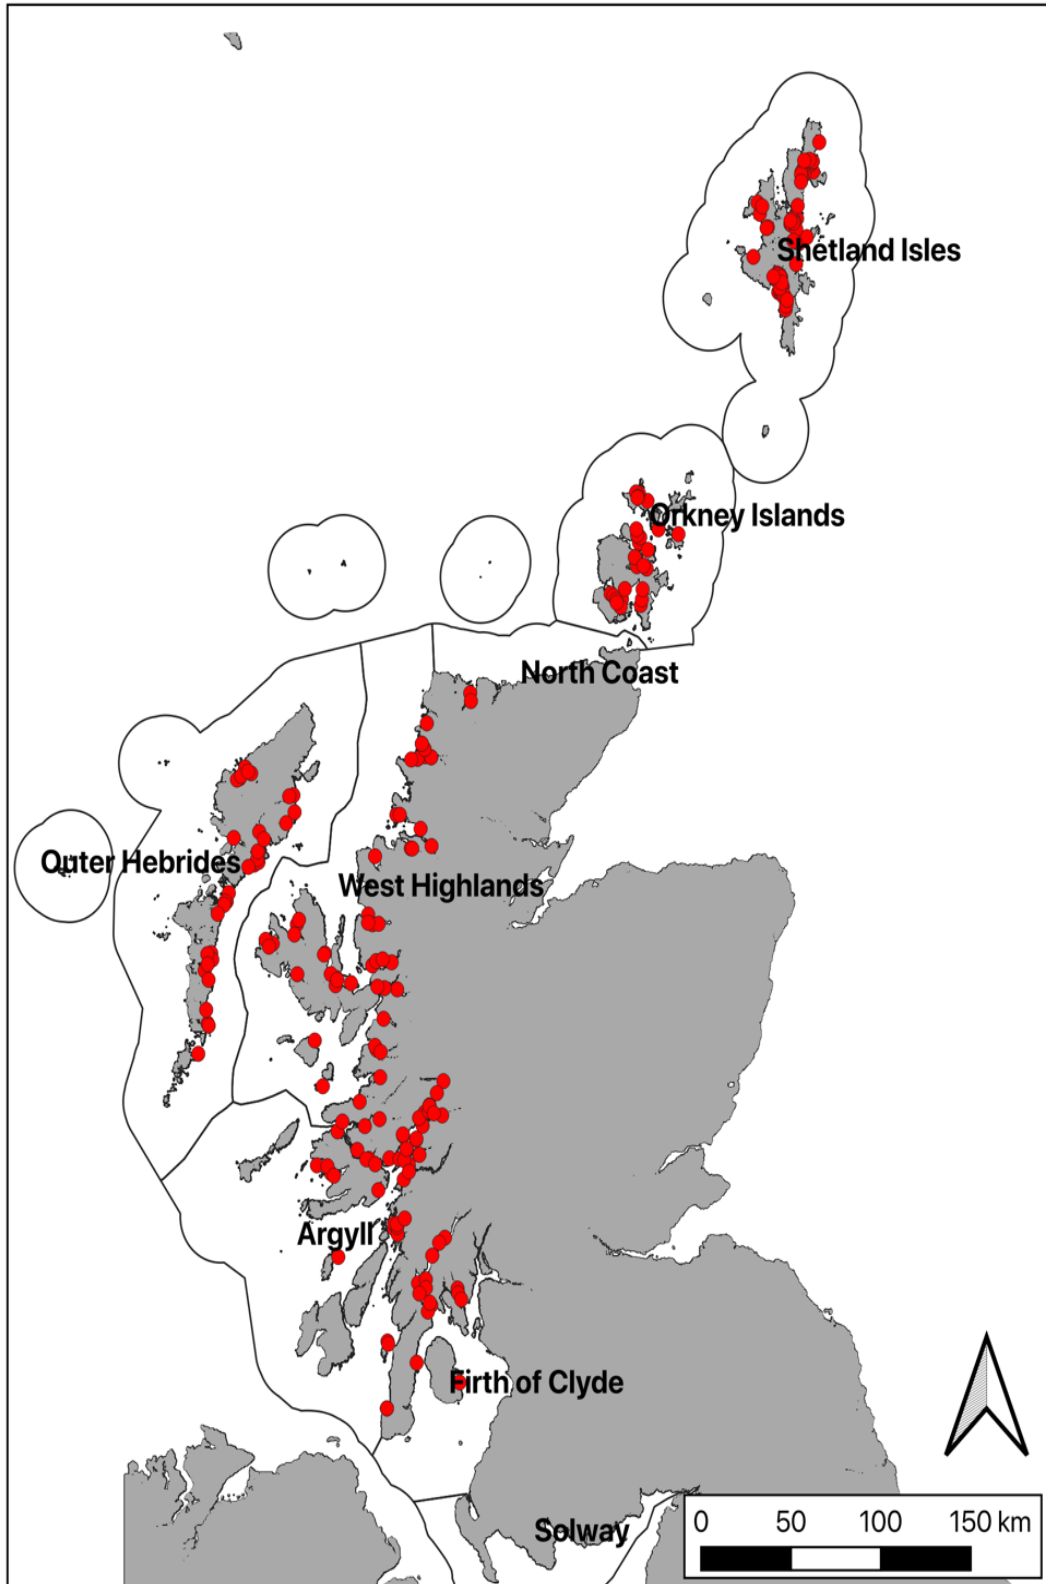 Shetland Isles
Orkney Islands
North Coast
Outer Hebrides
West Highlands
Argyll
Firth of Clyde
Solway
0 50 100 150 km